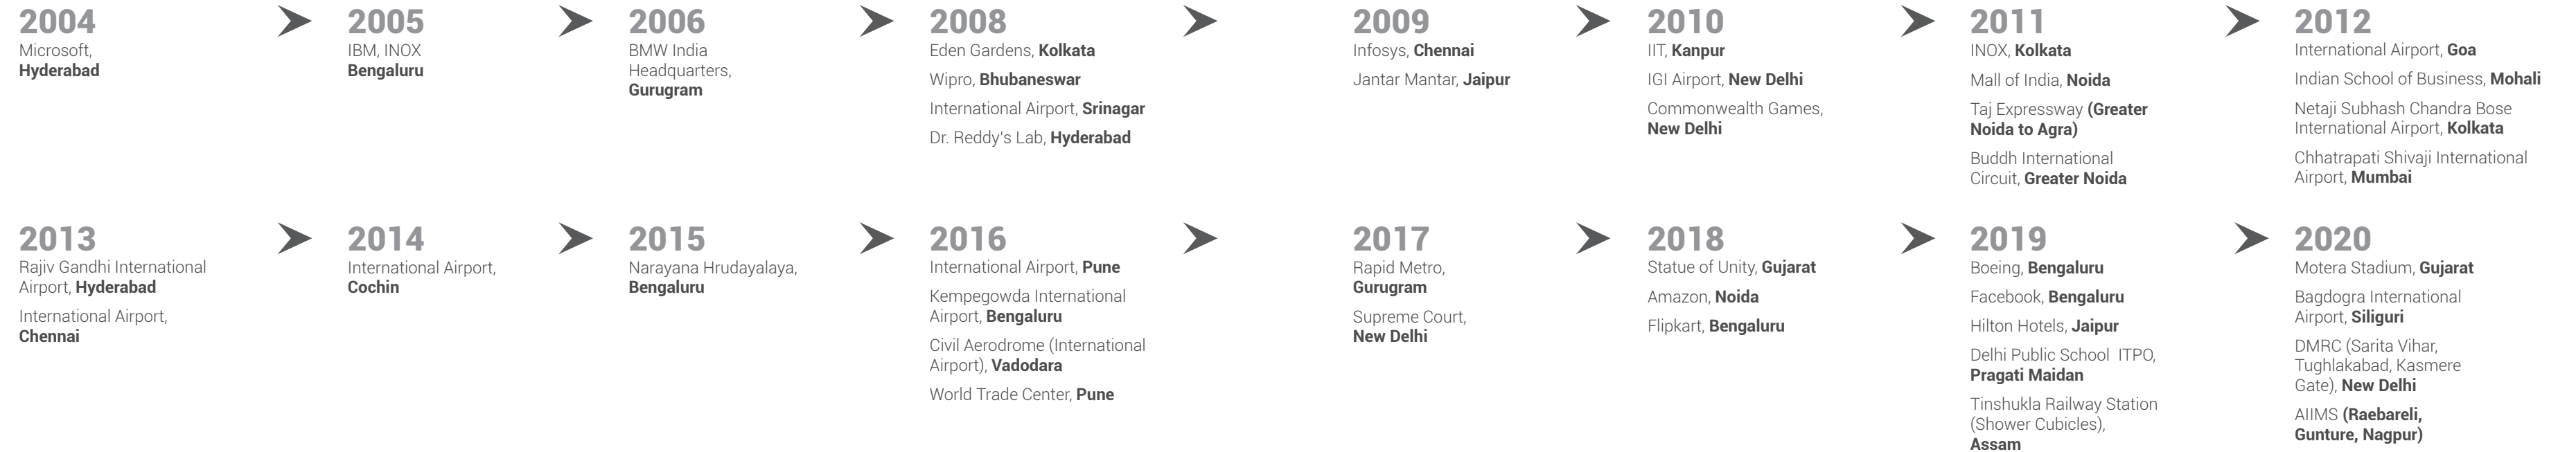 2004
Microsoft,
Hyderabad
2005
IBM, INOX
Bengaluru
2006
BMW India
Headquarters,
Gurugram
2008
Eden Gardens, Kolkata
Wipro, Bhubaneswar
International Airport, Srinagar
Dr. Reddy's Lab, Hyderabad
2009
Infosys, Chennai
Jantar Mantar, Jaipur
2010
IIT, Kanpur
IGI Airport, New Delhi
Commonwealth Games,
New Delhi
2011
INOX, Kolkata
Mall of India, Noida
Taj Expressway (Greater
Noida to Agra)
Buddh International
Circuit, Greater Noida
2012
International Airport, Goa
Indian School of Business, Mohali
Netaji Subhash Chandra Bose
International Airport, Kolkata
Chhatrapati Shivaji International
Airport, Mumbai
2013
Rajiv Gandhi International
Airport, Hyderabad
International Airport,
Chennai
2014
International Airport,
Cochin
2015
Narayana Hrudayalaya,
Bengaluru
2016
International Airport, Pune
Kempegowda International
Airport, Bengaluru
Civil Aerodrome (International
Airport), Vadodara
World Trade Center, Pune
2017
Rapid Metro,
Gurugram
Supreme Court,
New Delhi
2018
Statue of Unity, Gujarat
Amazon, Noida
Flipkart, Bengaluru
2019
Boeing, Bengaluru
Facebook, Bengaluru
Hilton Hotels, Jaipur
Delhi Public School ITPO,
Pragati Maidan
Tinshukla Railway Station
(Shower Cubicles),
Assam
2020
Motera Stadium, Gujarat
Bagdogra International
Airport, Siliguri
DMRC (Sarita Vihar,
Tughlakabad, Kasmere
Gate), New Delhi
AIIMS (Raebareli,
Gunture, Nagpur)